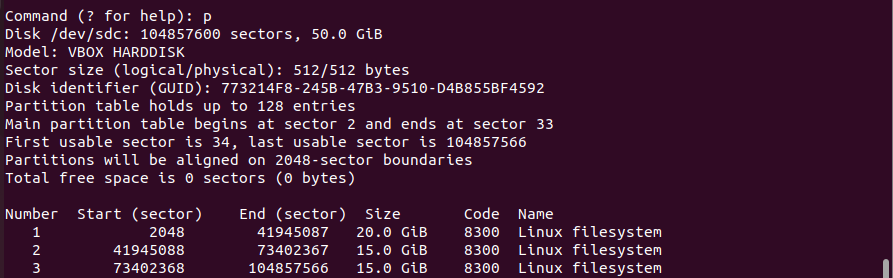 Command (? for help): p
Disk /dev/sdc: 104857600 sectors, 50.0 GiB
Model: VBOX HARDDISK
Sector size (logical/physical): 512/512 bytes
Disk identifier (GUID): 773214F8-245B-47B3-9510-D4B855BF4592
Partition table holds up to 128 entries
Main partition table begins at sector 2 and ends at sector 33
First usable sector is 34, last usable sector is 104857566
Partitions will be aligned on 2048-sector boundaries
Total free space is 0 sectors (0 bytes)
Number  Start (sector)    End (sector)  Size       Code  Name
   1            2048        41945087   20.0 GiB    8300  Linux filesystem
   2        41945088        73402367   15.0 GiB    8300  Linux filesystem
   3        73402368       104857566   15.0 GiB    8300  Linux filesystem